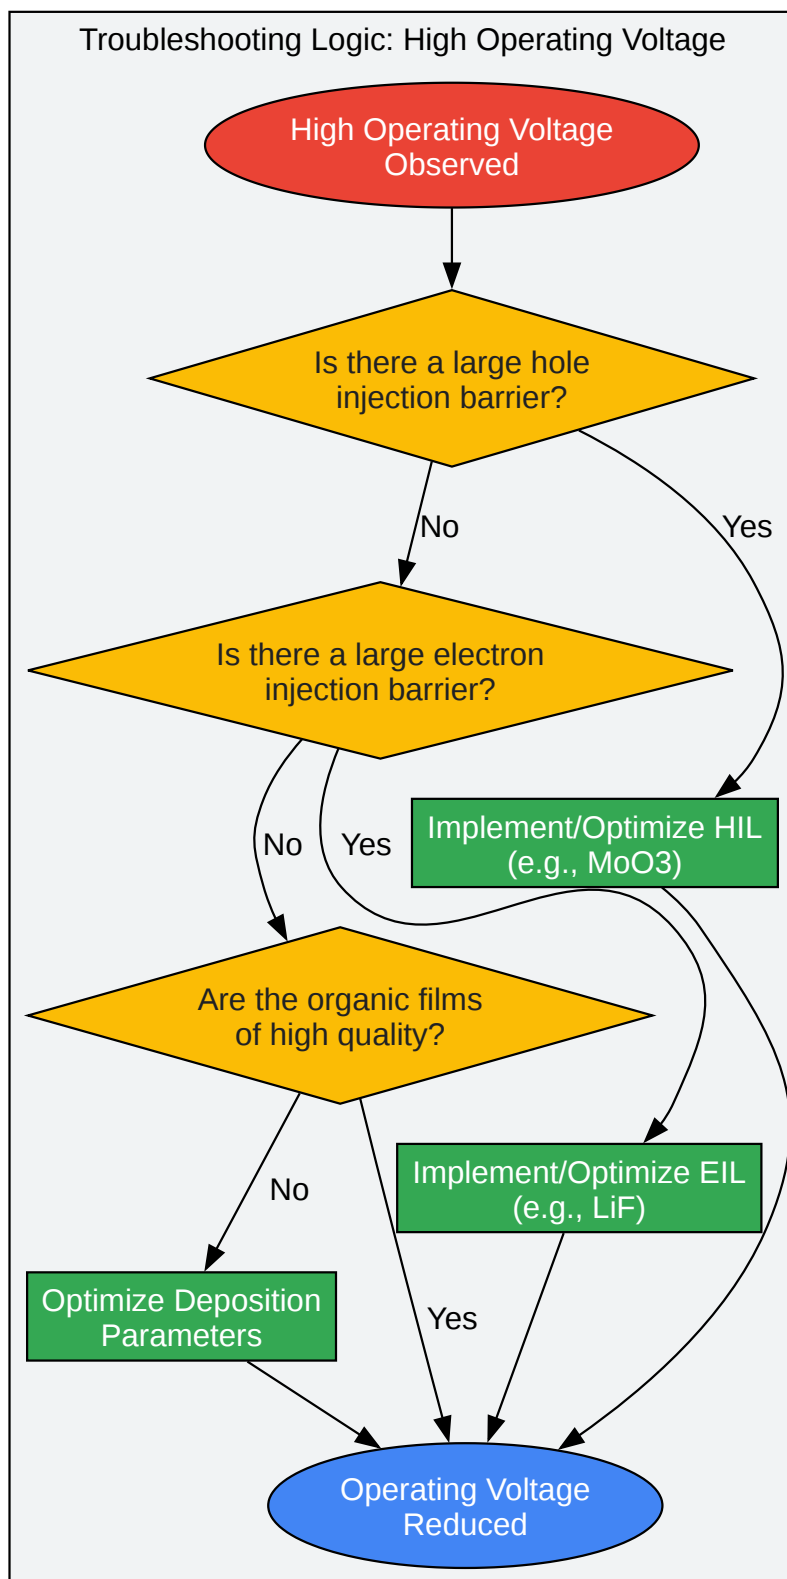 Troubleshooting Logic: High Operating Voltage
High Operating Voltage
Observed
Is there a large hole
injection barrier?
No
Yes
Is there a large electron
injection barrier?
No
Yes
Implement/Optimize HIL
(e.g., MoO3)
Are the organic films
of high quality?
No
Implement/Optimize EIL
(e.g., LiF)
Optimize Deposition
Parameters
Yes
Operating Voltage
Reduced